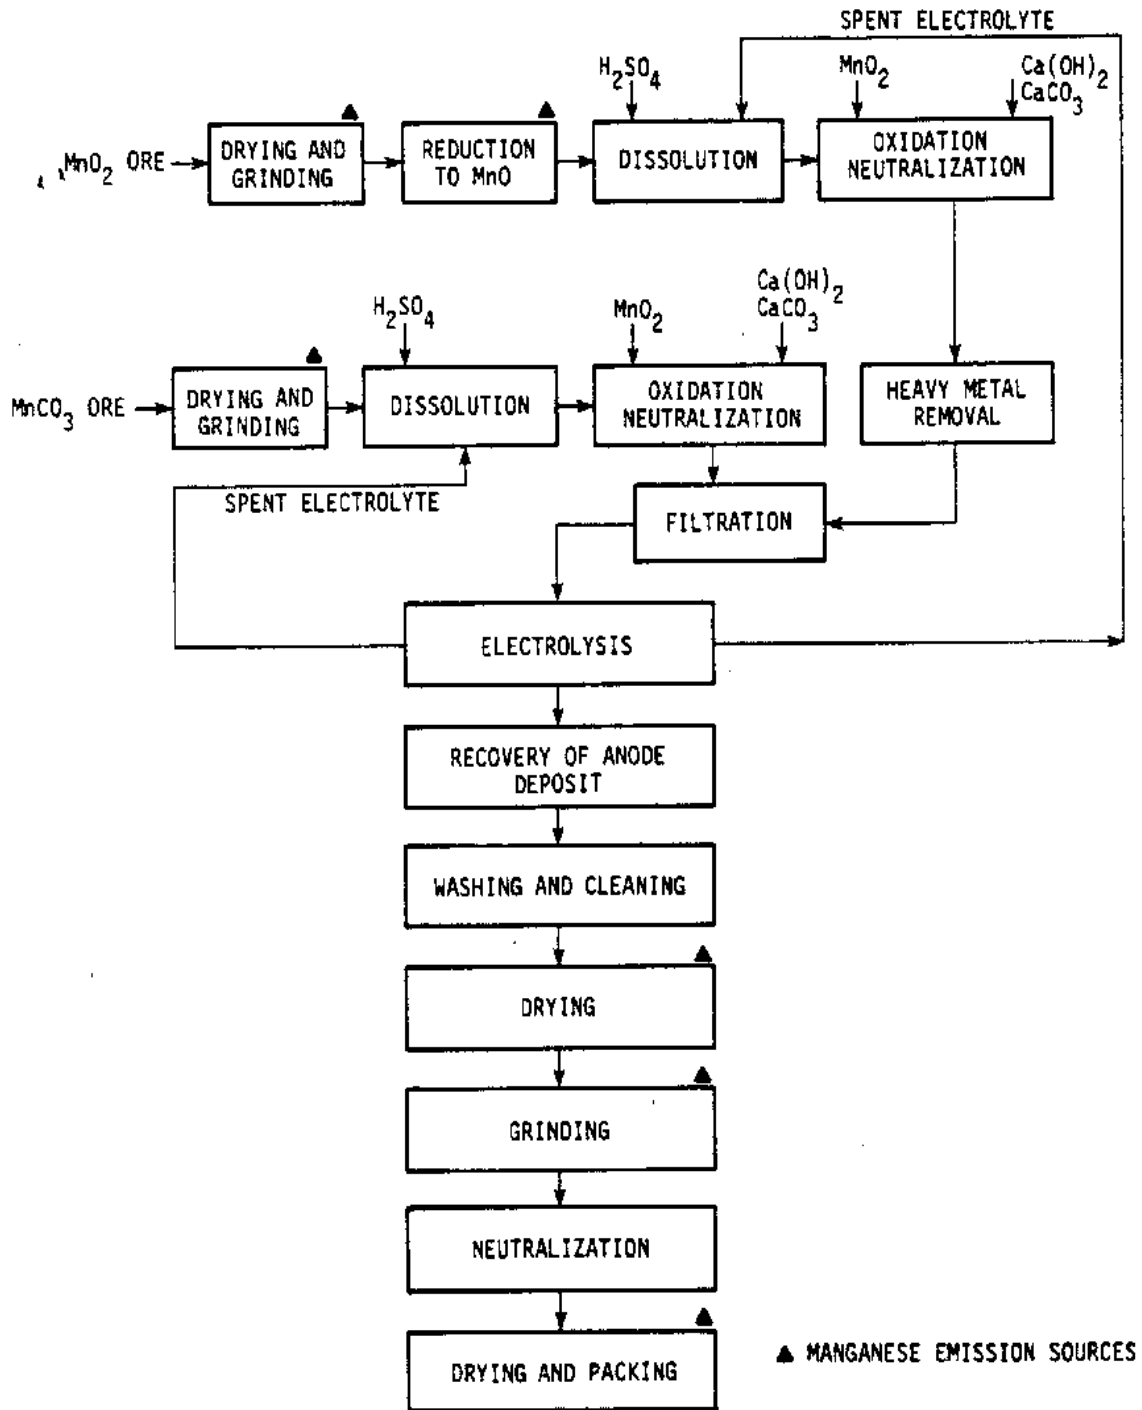 SPENT ELECTROLYTE
H2SO4
MnO2
Ca(OH)2
CaCO3
MnO2 ORE
DRYING AND
GRINDING
REDUCTION
TO MnO
DISSOLUTION
OXIDATION
NEUTRALIZATION
H2SO4
MnO2
Ca(OH)2
CaCO3
MnCO3 ORE
DRYING AND
GRINDING
DISSOLUTION
OXIDATION
NEUTRALIZATION
HEAVY METAL
REMOVAL
SPENT ELECTROLYTE
FILTRATION
ELECTROLYSIS
RECOVERY OF ANODE
DEPOSIT
WASHING AND CLEANING
DRYING
GRINDING
NEUTRALIZATION
DRYING AND PACKING
▲ MANGANESE EMISSION SOURCES